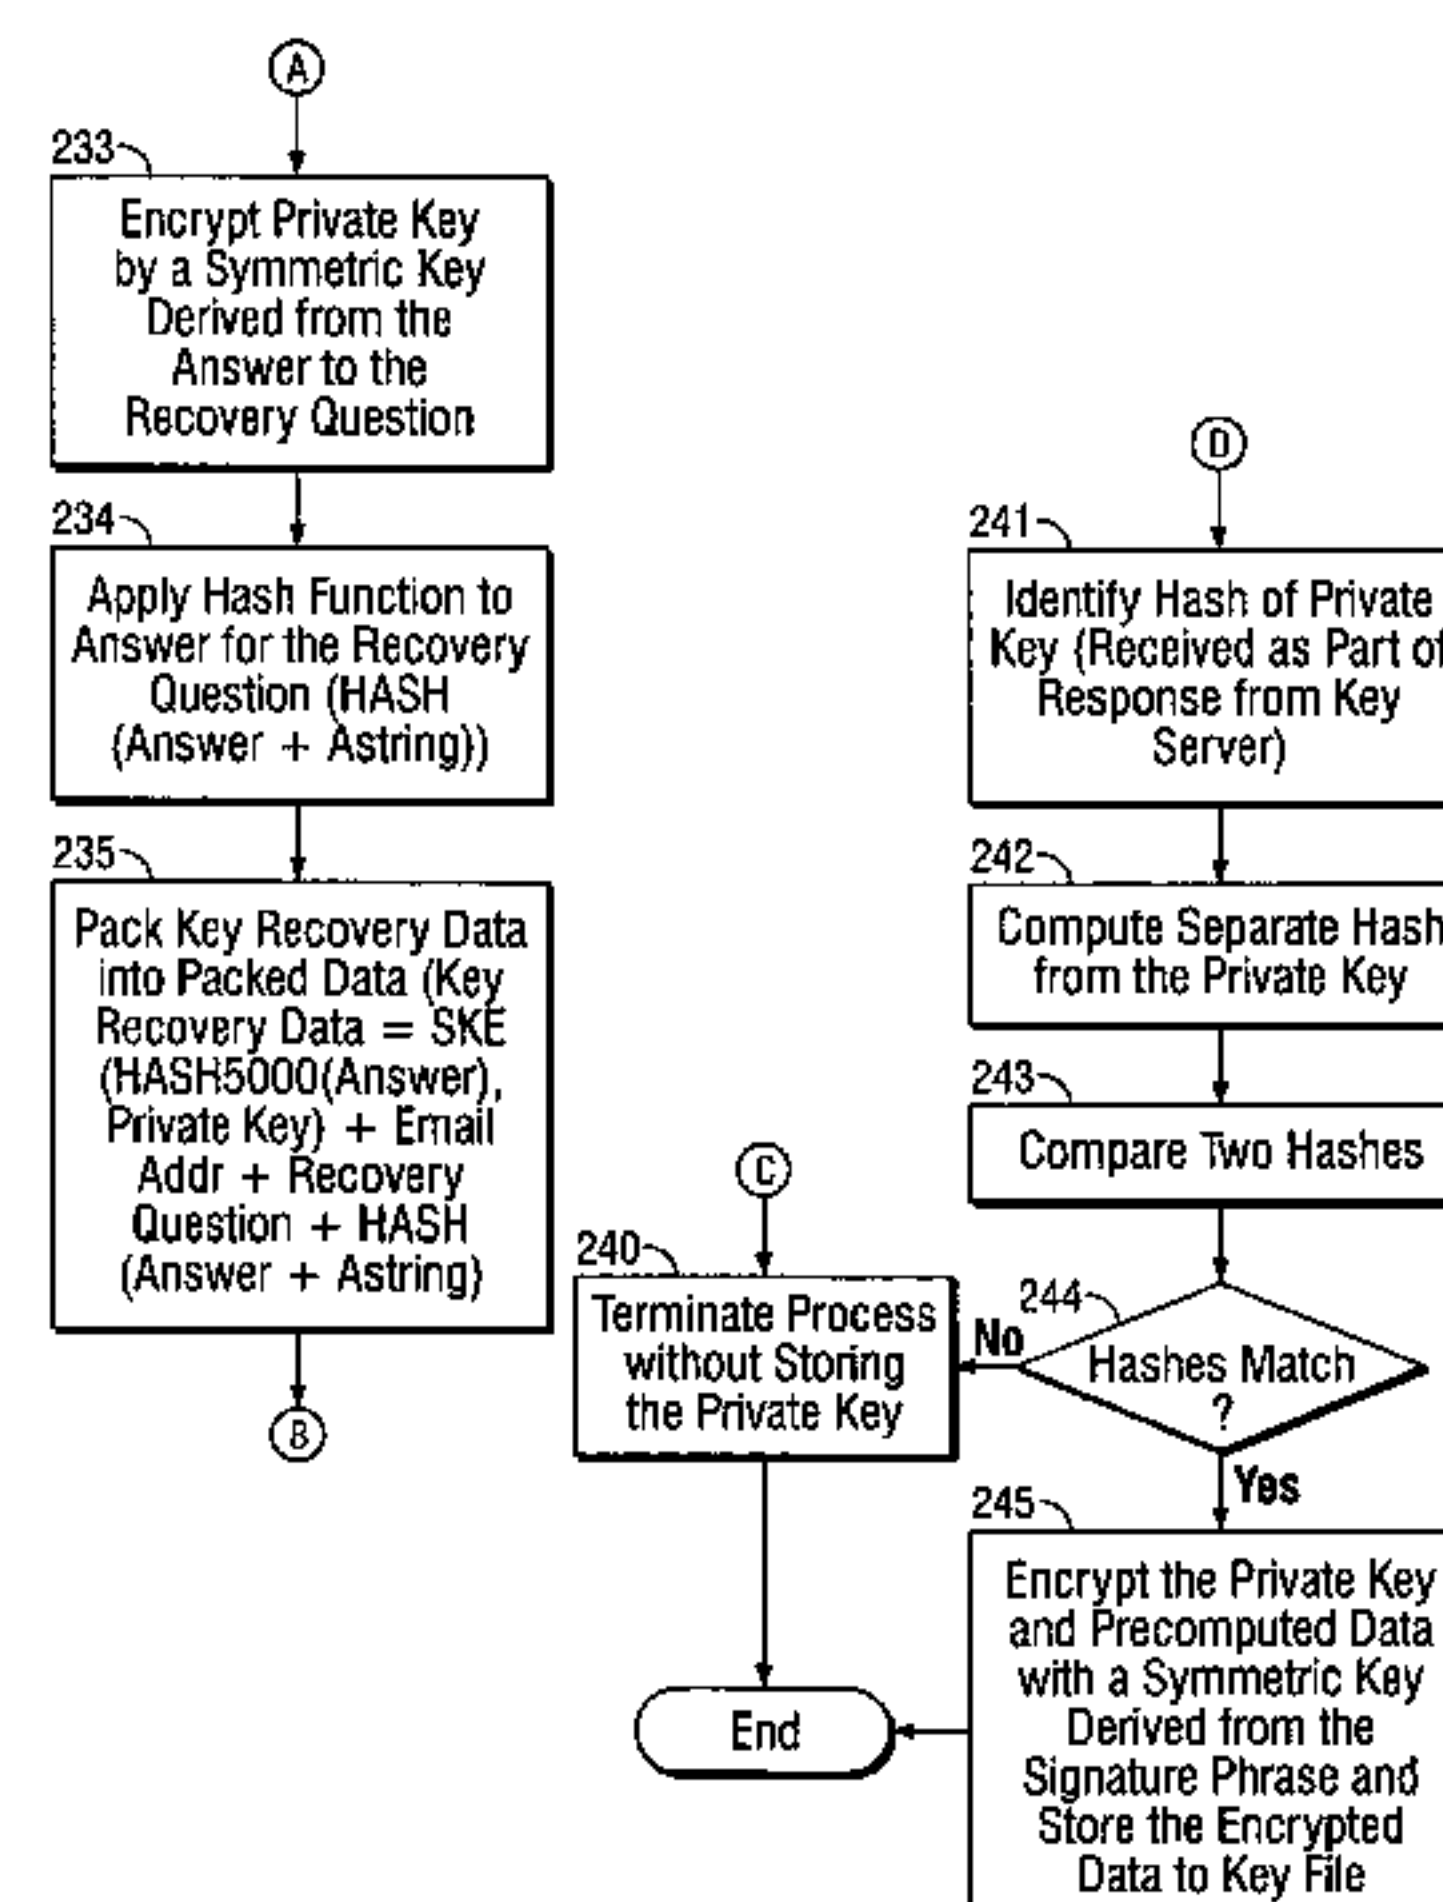 A
233
Encrypt Private Key
by a Symmetric Key
Derived from the
Answer to the
Recovery Question
234
Apply Hash Function to
Answer for the Recovery
Question (HASH
(Answer + Astring))
235
Pack Key Recovery Data
into Packed Data (Key
Recovery Data = SKE
(HASH5000(Answer),
Private Key) + Email
Addr + Recovery
Question + HASH
(Answer + Astring)
B
C
240
Terminate Process
without Storing
the Private Key
End
D
241
Identify Hash of Private
Key (Received as Part of
Response from Key
Server)
242
Compute Separate Hash
from the Private Key
243
Compare Two Hashes
244
Hashes Match
?
No
Yes
245
Encrypt the Private Key
and Precomputed Data
with a Symmetric Key
Derived from the
Signature Phrase and
Store the Encrypted
Data to Key File